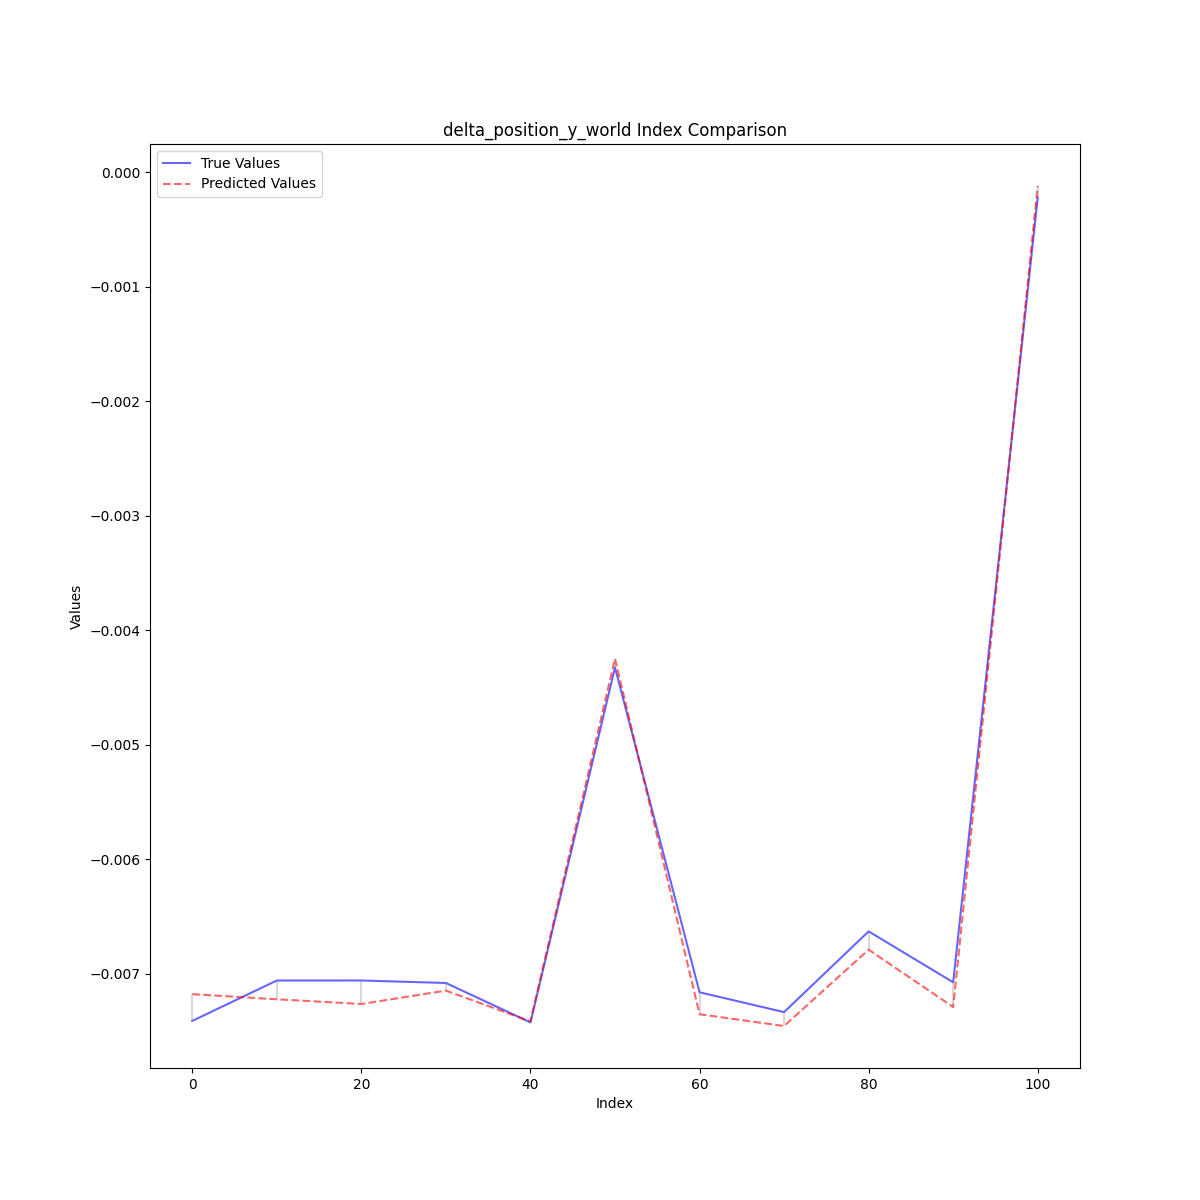 delta_position_y_world Index Comparison
True Values
Predicted Values
0.000
−0.001
−0.002
−0.003
−0.004
−0.005
−0.006
−0.007
Values
0 20 40 60 80 100
Index